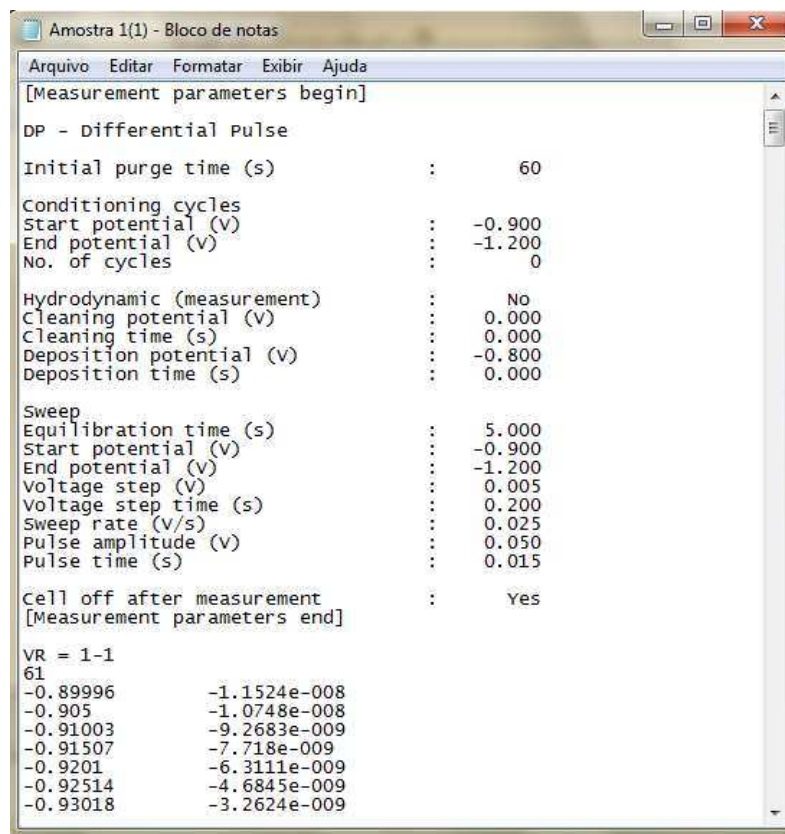 Amostra 1(1) - Bloco de notas
Arquivo Editar Formatar Exibir Ajuda
[Measurement parameters begin]
DP - Differential Pulse
Initial purge time (s) : 60
Conditioning cycles
Start potential (V) : -0.900
End potential (V) : -1.200
No. of cycles : 0
Hydrodynamic (measurement) : No
Cleaning potential (V) : 0.000
Cleaning time (s) : 0.000
Deposition potential (V) : -0.800
Deposition time (s) : 0.000
Sweep
Equilibration time (s) : 5.000
Start potential (V) : -0.900
End potential (V) : -1.200
Voltage step (V) : 0.005
Voltage step time (s) : 0.200
Sweep rate (V/s) : 0.025
Pulse amplitude (V) : 0.050
Pulse time (s) : 0.015
Cell off after measurement : Yes
[Measurement parameters end]
VR = 1-1
61
-0.89996 -1.1524e-008
-0.905 -1.0748e-008
-0.91003 -9.2683e-009
-0.91507 -7.718e-009
-0.9201 -6.3111e-009
-0.92514 -4.6845e-009
-0.93018 -3.2624e-009